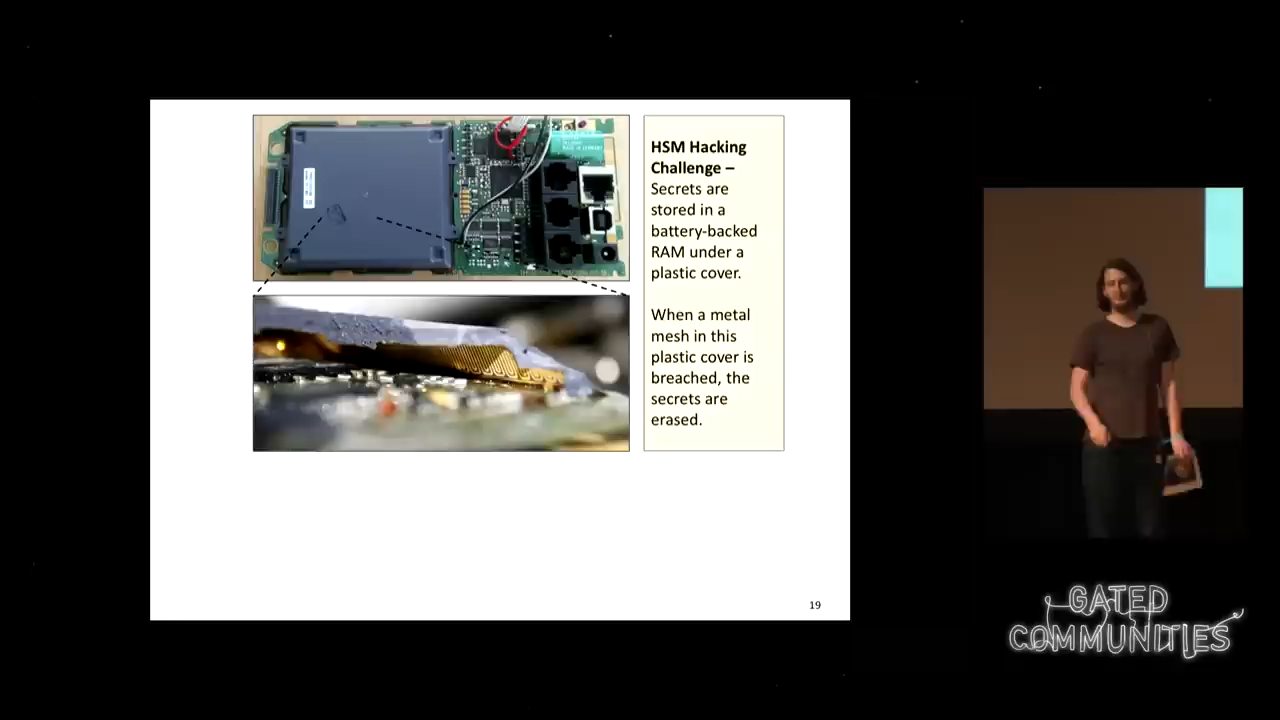 HSM Hacking
Challenge –
Secrets are
stored in a
battery-backed
RAM under a
plastic cover.
When a metal
mesh in this
plastic cover is
breached, the
secrets are
erased.
19
GATED
COMMUNITIES